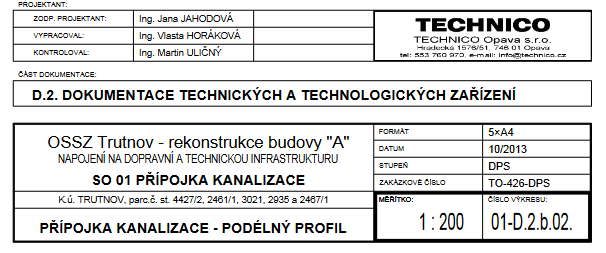 PROJEKTANT:
ZODP. PROJEKTANT: Ing. Jana JAHODOVÁ
VYPRACOVAL: Ing. Vlasta HORÁKOVÁ
KONTROLOVAL: Ing. Martin ULIČNÝ
TECHNICO
TECHNICO Opava s.r.o.
Hradecká 1576/51, 746 01 Opava
tel: 553 760 970, e-mail: info@technico.cz
ČÁST DOKUMENTACE:
D.2. DOKUMENTACE TECHNICKÝCH A TECHNOLOGICKÝCH ZAŘÍZENÍ
OSSZ Trutnov - rekonstrukce budovy "A"
NAPOJENÍ NA DOPRAVNÍ A TECHNICKOU INFRASTRUKTURU
SO 01 PŘÍPOJKA KANALIZACE
K.ú. TRUTNOV, parc.č. st. 4427/2, 2461/1, 3021, 2935 a 2467/1
PŘÍPOJKA KANALIZACE - PODÉLNÝ PROFIL
FORMÁT 5×A4
DATUM 10/2013
STUPEŇ DPS
ZAKÁZKOVÉ ČÍSLO TO-426-DPS
MĚŘÍTKO: ČÍSLO VÝKRESU:
1 : 200 01-D.2.b.02.